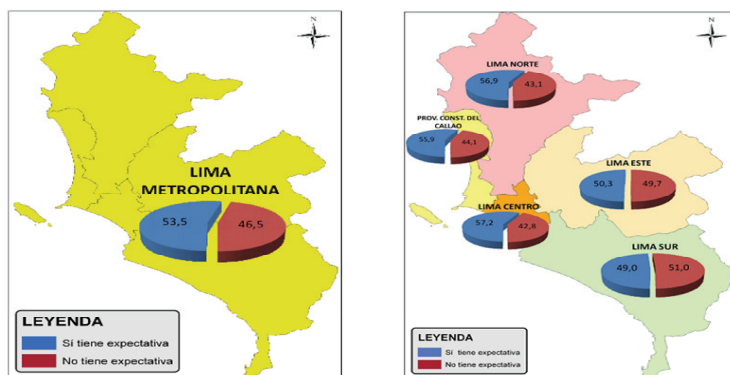 N
LIMA
METROPOLITANA
53,5
46,5
LEYENDA
Sí tiene expectativa
No tiene expectativa
N
LIMA NORTE
56,9
43,1
PROV. CONST. DEL
CALLAO
55,9
44,1
LIMA ESTE
50,3
49,7
LIMA CENTRO
57,2
42,8
LIMA SUR
49,0
51,0
LEYENDA
Sí tiene expectativa
No tiene expectativa